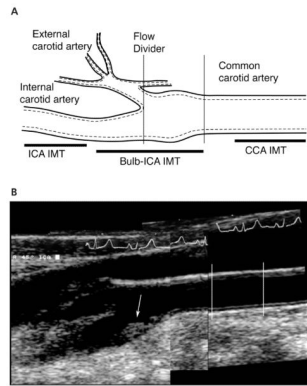 A
External
carotid artery
Flow
Divider
Common
carotid artery
Internal
carotid artery
ICA IMT
Bulb-ICA IMT
CCA IMT
B